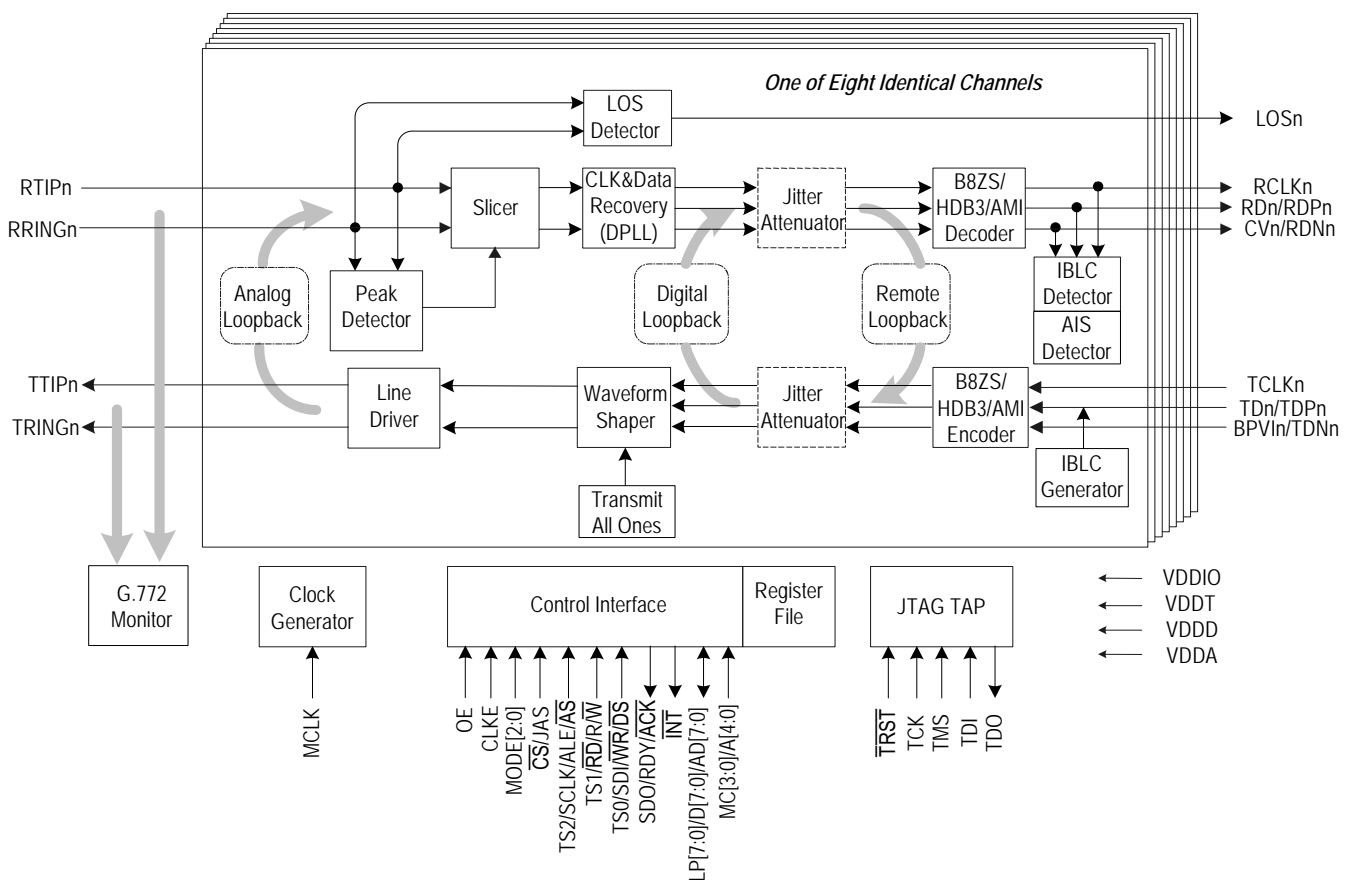 One of Eight Identical Channels
LOS
Detector
LOSn
RTIPn
RRINGn
Slicer
CLK&Data
Recovery
(DPLL)
Jitter
Attenuator
B8ZS/
HDB3/AMI
Decoder
RCLKn
RDn/RDPn
CVn/RDNn
Analog
Loopback
Peak
Detector
Digital
Loopback
Remote
Loopback
IBLC
Detector
AIS
Detector
TTIPn
TRINGn
Line
Driver
Waveform
Shaper
Jitter
Attenuator
B8ZS/
HDB3/AMI
Encoder
TCLKn
TDn/TDPn
BPVIn/TDNn
Transmit
All Ones
IBLC
Generator
G.772
Monitor
Clock
Generator
Control Interface
Register
File
JTAG TAP
VDDIO
VDDT
VDDD
VDDA
MCLK
OE
CLKE
MODE[2:0]
CS/JAS
TS2/SCLK/ALE/AS
TS1/RD/R/W
TS0/SDI/WR/DS
SDO/RDY/ACK
INT
LP[7:0]/D[7:0]/AD[7:0]
MC[3:0]/A[4:0]
TRST
TCK
TMS
TDI
TDO